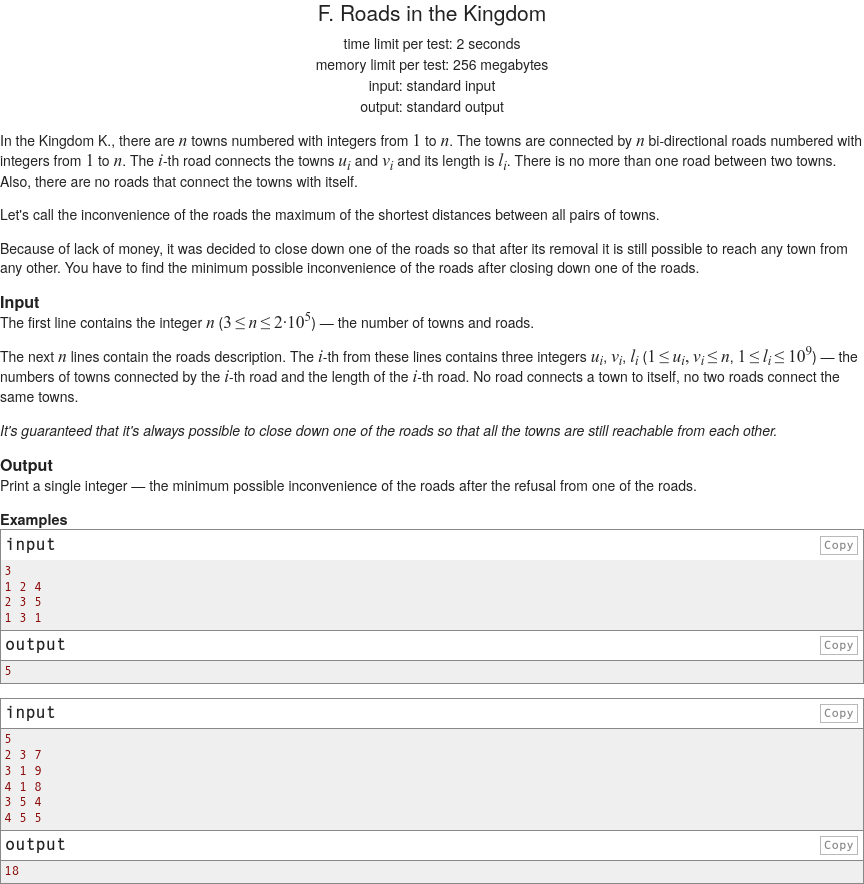 F. Roads in the Kingdom
time limit per test: 2 seconds
memory limit per test: 256 megabytes
input: standard input
output: standard output
In the Kingdom K., there are n towns numbered with integers from 1 to n. The towns are connected by n bi-directional roads numbered with
integers from 1 to n. The i-th road connects the towns u_i and v_i and its length is l_i. There is no more than one road between two towns.
Also, there are no roads that connect the towns with itself.
Let's call the inconvenience of the roads the maximum of the shortest distances between all pairs of towns.
Because of lack of money, it was decided to close down one of the roads so that after its removal it is still possible to reach any town from
any other. You have to find the minimum possible inconvenience of the roads after closing down one of the roads.
Input
The first line contains the integer n (3 ≤ n ≤ 2·10^5) — the number of towns and roads.
The next n lines contain the roads description. The i-th from these lines contains three integers u_i, v_i, l_i (1 ≤ u_i, v_i ≤ n, 1 ≤ l_i ≤ 10^9) — the
numbers of towns connected by the i-th road and the length of the i-th road. No road connects a town to itself, no two roads connect the
same towns.
It's guaranteed that it's always possible to close down one of the roads so that all the towns are still reachable from each other.
Output
Print a single integer — the minimum possible inconvenience of the roads after the refusal from one of the roads.
Examples
input Copy
3
1 2 4
2 3 5
1 3 1
output Copy
5
input Copy
5
2 3 7
3 1 9
4 1 8
3 5 4
4 5 5
output Copy
18